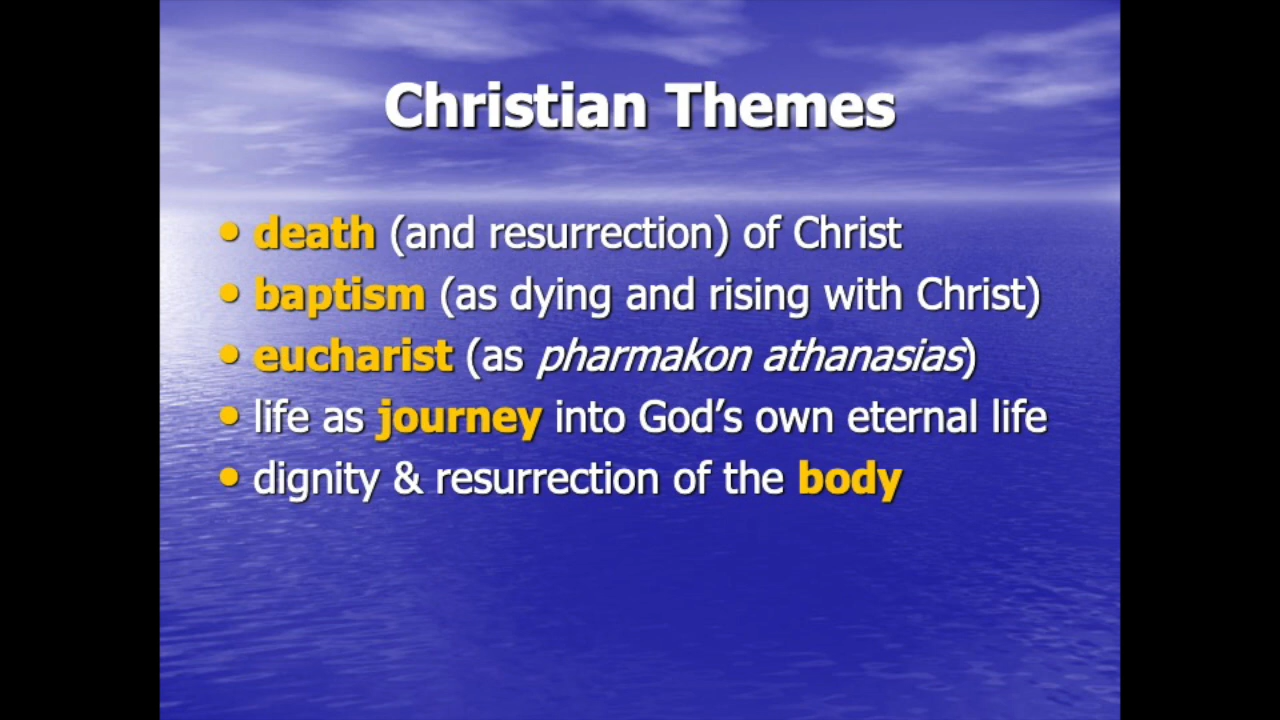 Christian Themes
• death (and resurrection) of Christ
• baptism (as dying and rising with Christ)
• eucharist (as pharmakon athanasias)
• life as journey into God’s own eternal life
• dignity & resurrection of the body